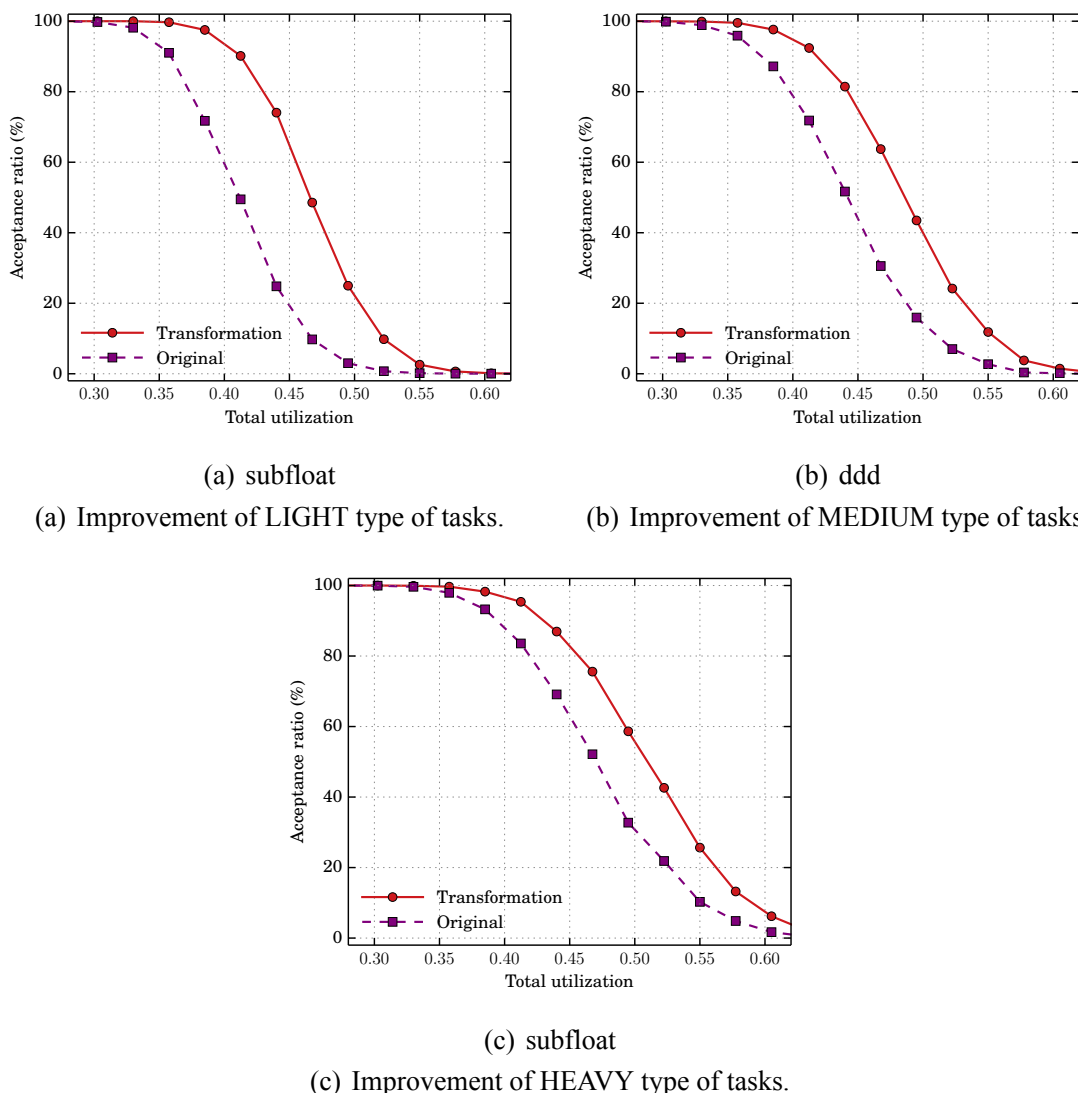 100
80
60
40
20
0
Acceptance ratio (%)
Transformation
Original
0.30 0.35 0.40 0.45 0.50 0.55 0.60
Total utilization
(a) subfloat
(a) Improvement of LIGHT type of tasks.
100
80
60
40
20
0
Acceptance ratio (%)
Transformation
Original
0.30 0.35 0.40 0.45 0.50 0.55 0.60
Total utilization
(b) ddd
(b) Improvement of MEDIUM type of tasks
100
80
60
40
20
0
Acceptance ratio (%)
Transformation
Original
0.30 0.35 0.40 0.45 0.50 0.55 0.60
Total utilization
(c) subfloat
(c) Improvement of HEAVY type of tasks.